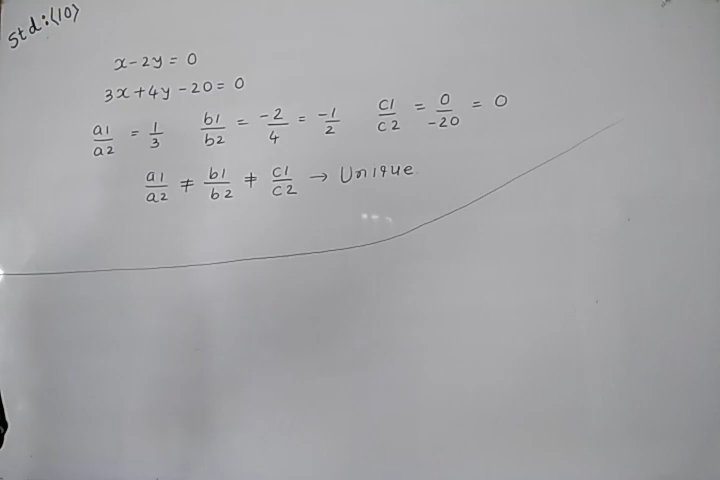 Std:(10)
x-2y = 0
3x+4y-20 = 0
a1/a2 = 1/3 b1/b2 = -2/4 = -1/2 c1/c2 = 0/-20 = 0
a1/a2 ≠ b1/b2 ≠ c1/c2 → Unique